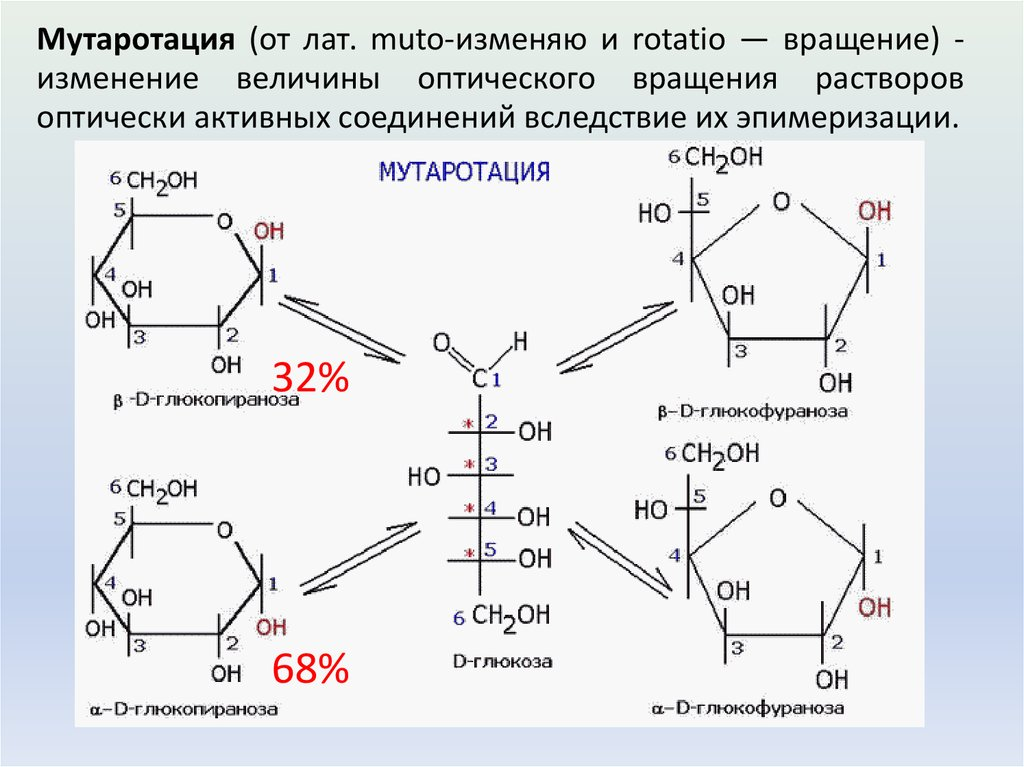 Мутаротация (от лат. muto-изменяю и rotatio — вращение) -
изменение величины оптического вращения растворов
оптически активных соединений вследствие их эпимеризации.
МУТАРОТАЦИЯ
6 CH2OH
5
O
OH
4
1
OH
OH
3
2
OH
32%
β -D-глюкопираноза
6 CH2OH
5
HO
O
OH
4
1
OH
3
2
OH
β–D-глюкофураноза
O
H
C 1
* 2
OH
* 3
HO
* 4
OH
* 5
OH
6 CH2OH
D-глюкоза
6 CH2OH
5
O
4
1
OH
OH
OH
3
2
OH
68%
α–D-глюкопираноза
6 CH2OH
5
HO
O
4
1
OH
OH
3
2
OH
α–D-глюкофураноза